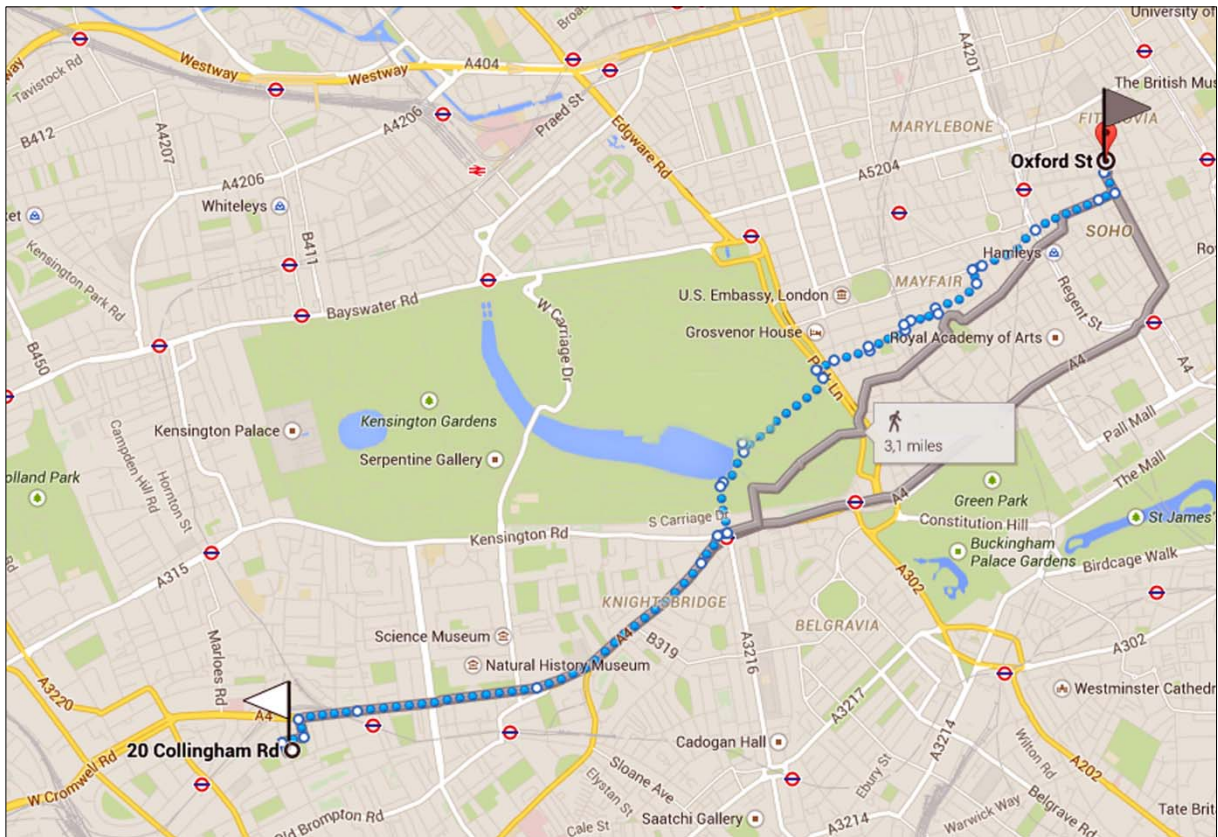 University of
Broad
Tavistock Rd
Westway
Westway
A404
A4201
The British Mus
B412
A4207
A4206
Praed St
Edgware Rd
MARYLEBONE
Oxford St
A5204
A4206
Whiteleys
ket
B411
SOHO
Hamleys
Ro
Kensington Park Rd
Bayswater Rd
W Carriage Dr
U.S. Embassy, London
MAYFAIR
Regent St
Grosvenor House
Royal Academy of Arts
B450
A4
A4
Kensington Gardens
Kensington Palace
Serpentine Gallery
3,1 miles
Pall Mall
The Mall
olland Park
Campden Hill Rd
Hornton St
A4
Green Park
S Carriage Dr
Constitution Hill
St James'
Kensington Rd
Buckingham
Palace Gardens
Birdcage Walk
A315
A302
KNIGHTSBRIDGE
BELGRAVIA
Science Museum
A4
B319
A3216
A302
Natural History Museum
Marloes Rd
A3220
A4
A3217
Westminster Cathedr
20 Collingham Rd
Cadogan Hall
A3214
W Cromwell Rd
Sloane Ave
Ebury St
Wilton Rd
A202
Elystan St
Belgrave Rd
Old Brompton Rd
Cale St
Saatchi Gallery
A3214
Warwick Way
Tate Brit